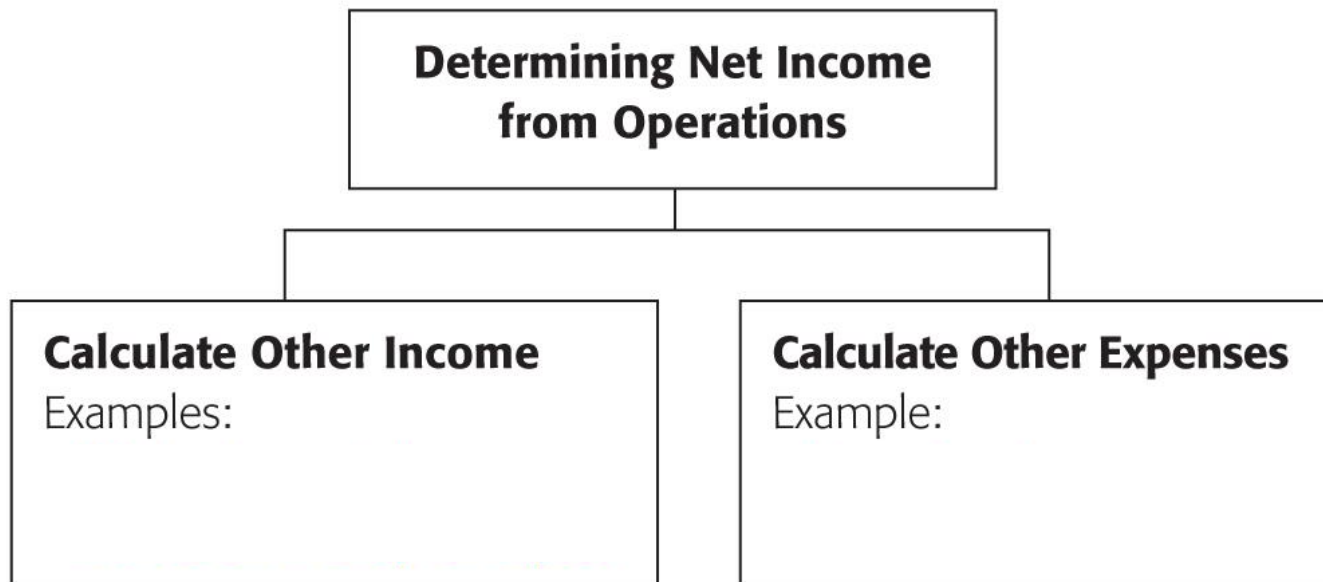 Determining Net Income
from Operations
Calculate Other Income
Examples:
Calculate Other Expenses
Example: